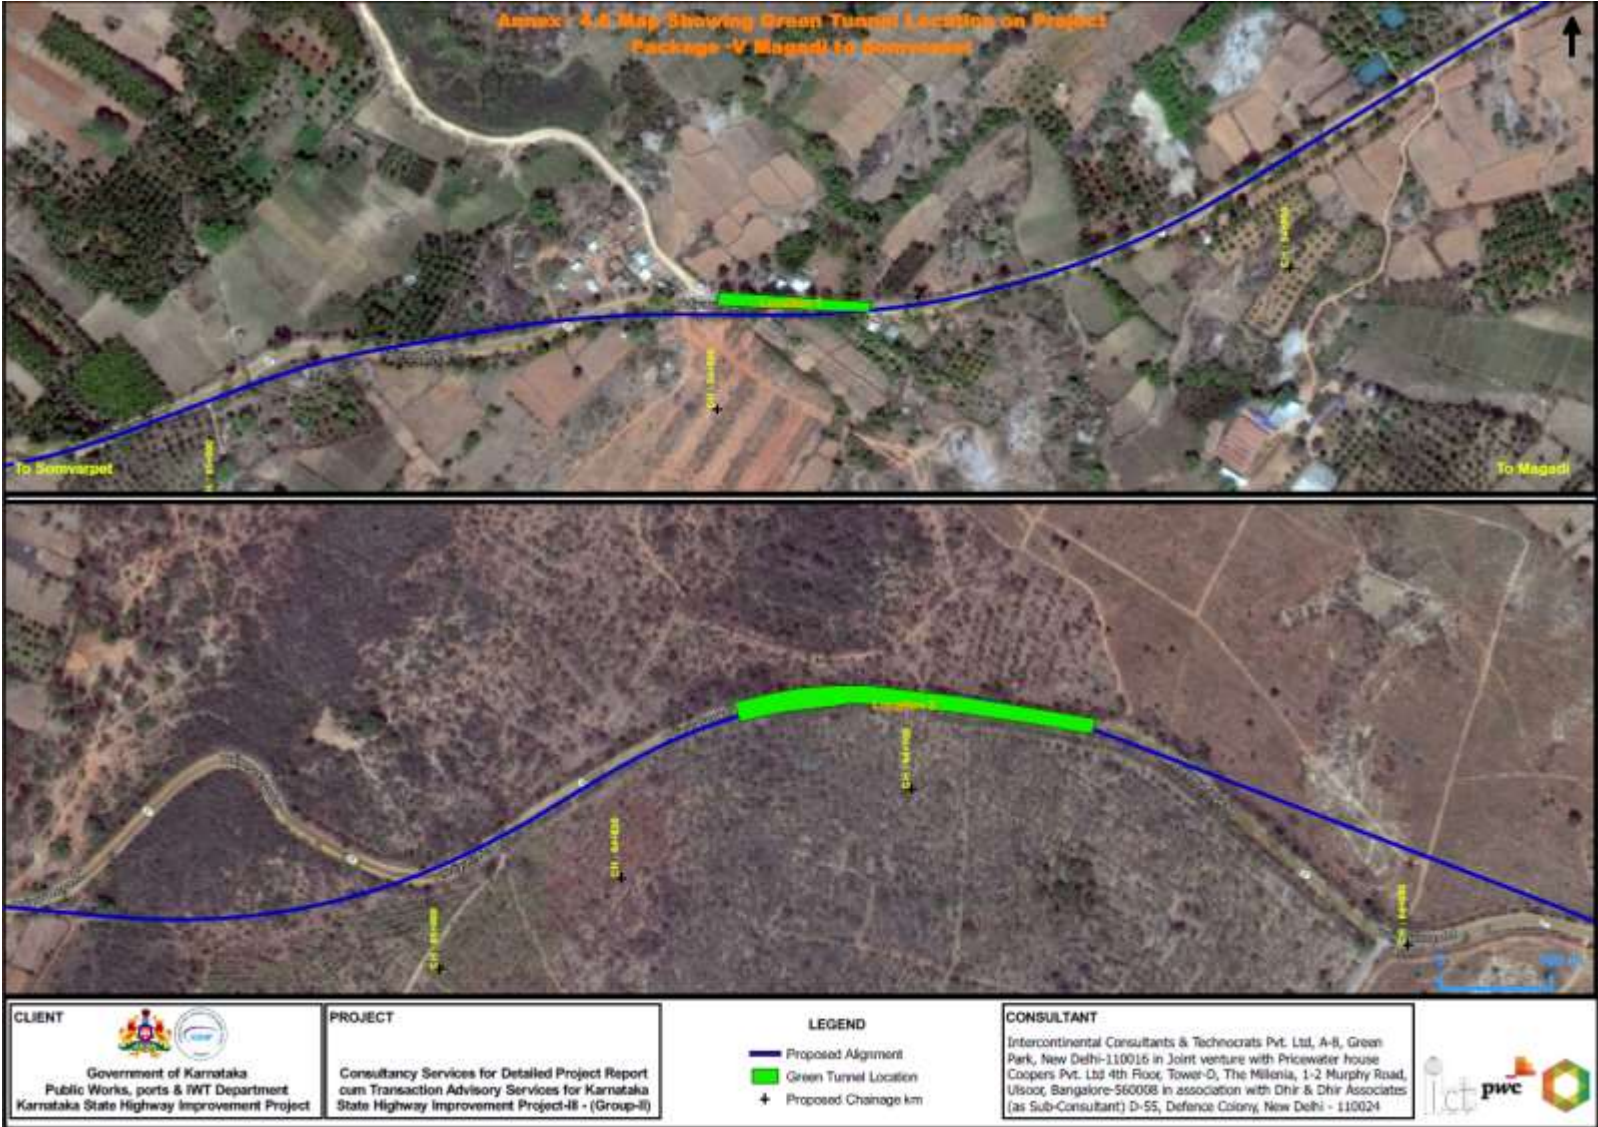 Annex : 4.6 Map Showing Green Tunnel Location on Project
Package -V Magadi to Somvarpet
To Somvarpet
To Magadi
CLIENT
Government of Karnataka
Public Works, ports & IWT Department
Karnataka State Highway Improvement Project
PROJECT
Consultancy Services for Detailed Project Report
cum Transaction Advisory Services for Karnataka
State Highway Improvement Project-III - (Group-II)
LEGEND
Proposed Alignment
Green Tunnel Location
Proposed Chainage km
CONSULTANT
Intercontinental Consultants & Technocrats Pvt. Ltd, A-8, Green
Park, New Delhi-110016 in Joint venture with Pricewater house
Coopers Pvt. Ltd 4th Floor, Tower-D, The Millenia, 1-2 Murphy Road,
Ulsoor, Bangalore-560008 in association with Dhir & Dhir Associates
(as Sub-Consultant) D-55, Defence Colony, New Delhi - 110024
ict
pwc